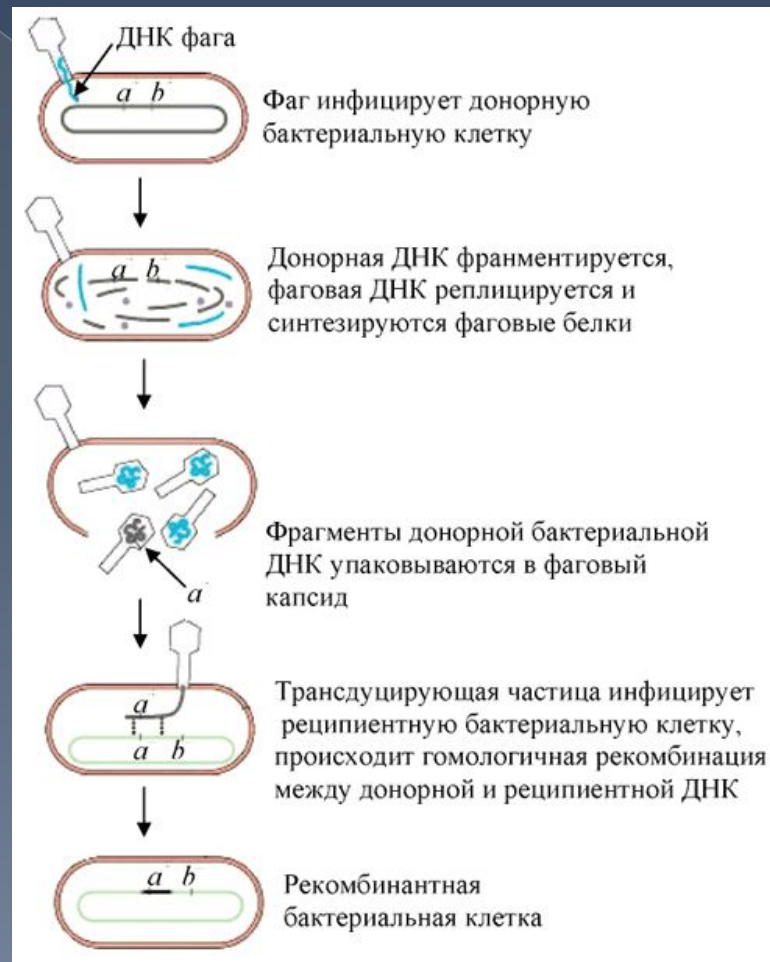 ДНК фага
a b
Фаг инфицирует донорную
бактериальную клетку
a b
Донорная ДНК франментируется,
фаговая ДНК реплицируется и
синтезируются фаговые белки
Фрагменты донорной бактериальной
ДНК упаковываются в фаговый
капсид
a
Трансдуцирующая частица инфицирует
реципиентную бактериальную клетку,
происходит гомологичная рекомбинация
между донорной и реципиентной ДНК
a
a b
a b
Рекомбинантная
бактериальная клетка